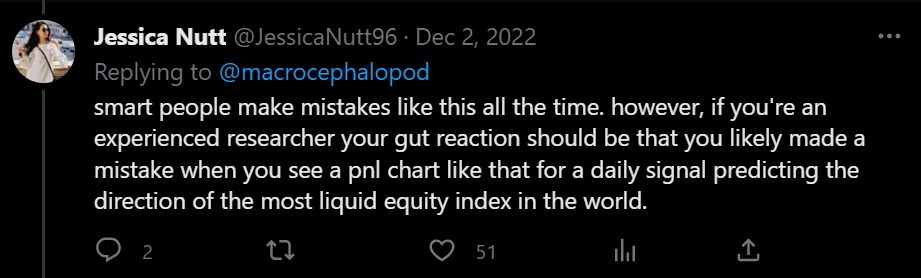 Jessica Nutt @JessicaNutt96 · Dec 2, 2022
Replying to @macrocephalopod
smart people make mistakes like this all the time. however, if you're an
experienced researcher your gut reaction should be that you likely made a
mistake when you see a pnl chart like that for a daily signal predicting the
direction of the most liquid equity index in the world.
2 51